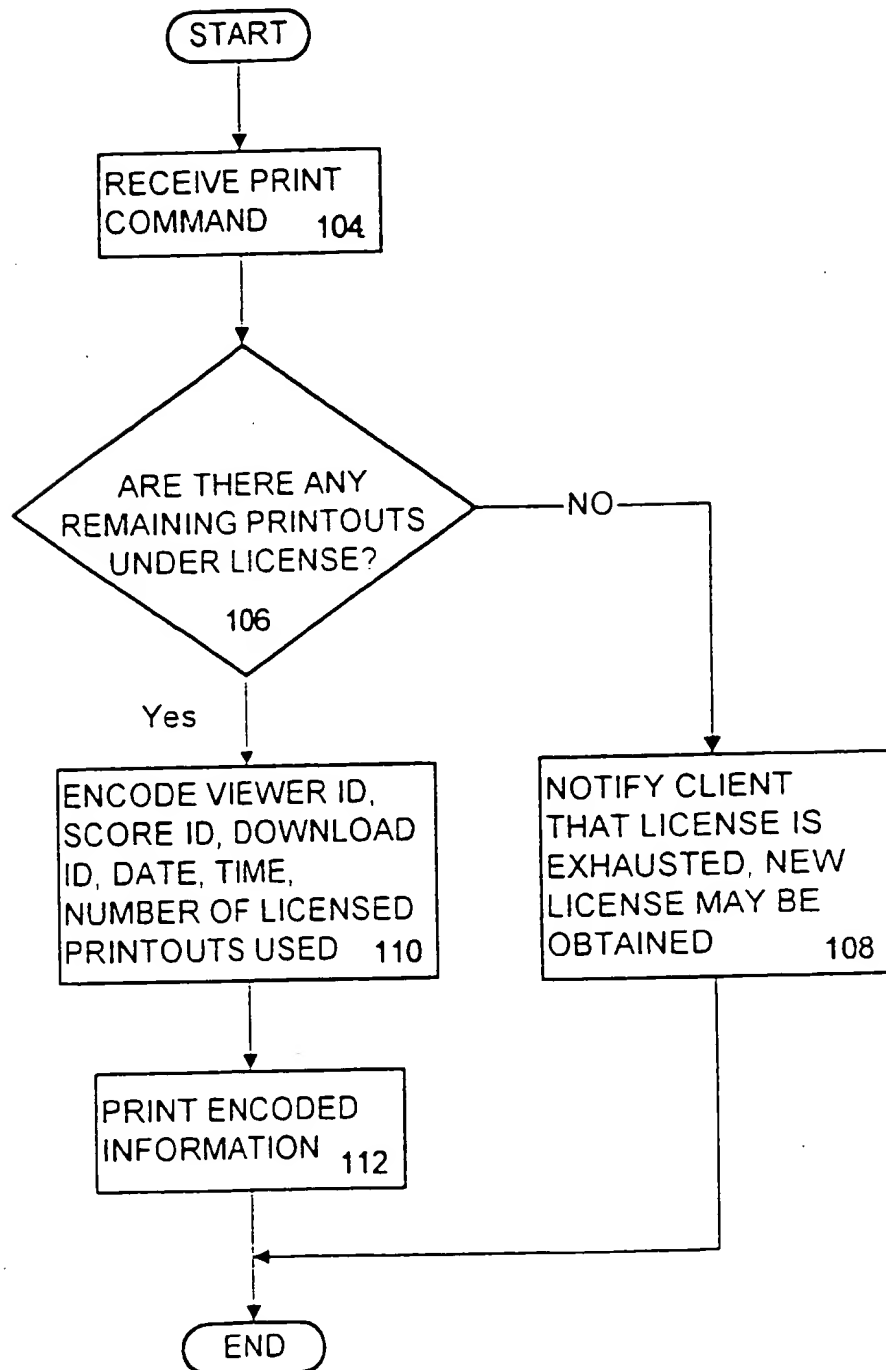 START
RECEIVE PRINT
COMMAND 104
ARE THERE ANY
REMAINING PRINTOUTS
UNDER LICENSE?
106
NO
Yes
ENCODE VIEWER ID,
SCORE ID, DOWNLOAD
ID, DATE, TIME,
NUMBER OF LICENSED
PRINTOUTS USED 110
NOTIFY CLIENT
THAT LICENSE IS
EXHAUSTED, NEW
LICENSE MAY BE
OBTAINED 108
PRINT ENCODED
INFORMATION 112
END